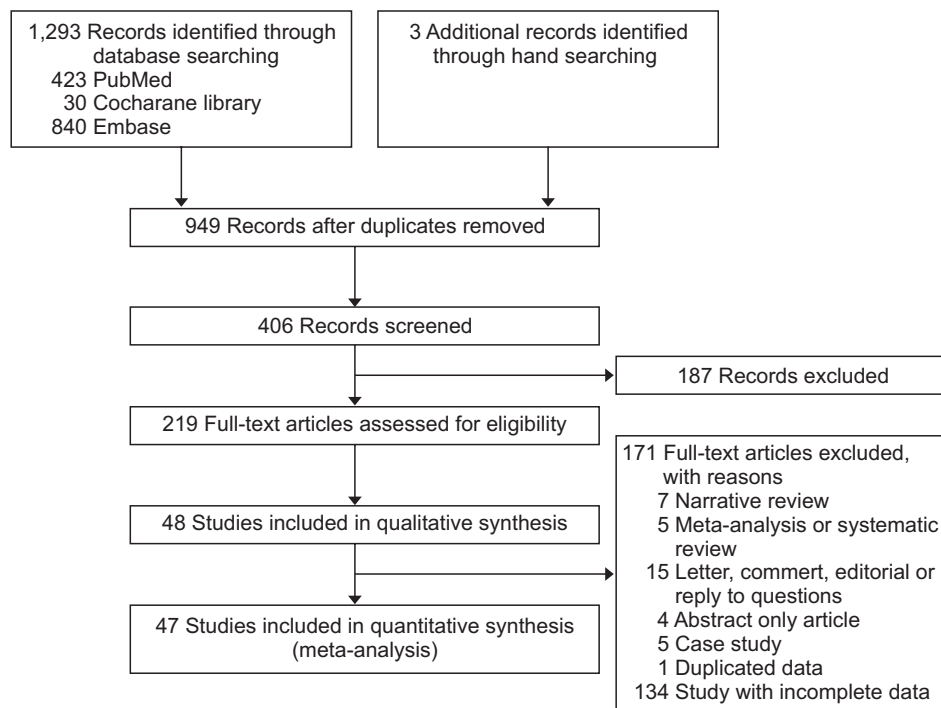 1,293 Records identified through
database searching
423 PubMed
30 Cocharane library
840 Embase
3 Additional records identified
through hand searching
949 Records after duplicates removed
406 Records screened
187 Records excluded
219 Full-text articles assessed for eligibility
171 Full-text articles excluded,
with reasons
7 Narrative review
5 Meta-analysis or systematic
review
15 Letter, commert, editorial or
reply to questions
4 Abstract only article
5 Case study
1 Duplicated data
134 Study with incomplete data
48 Studies included in qualitative synthesis
47 Studies included in quantitative synthesis
(meta-analysis)